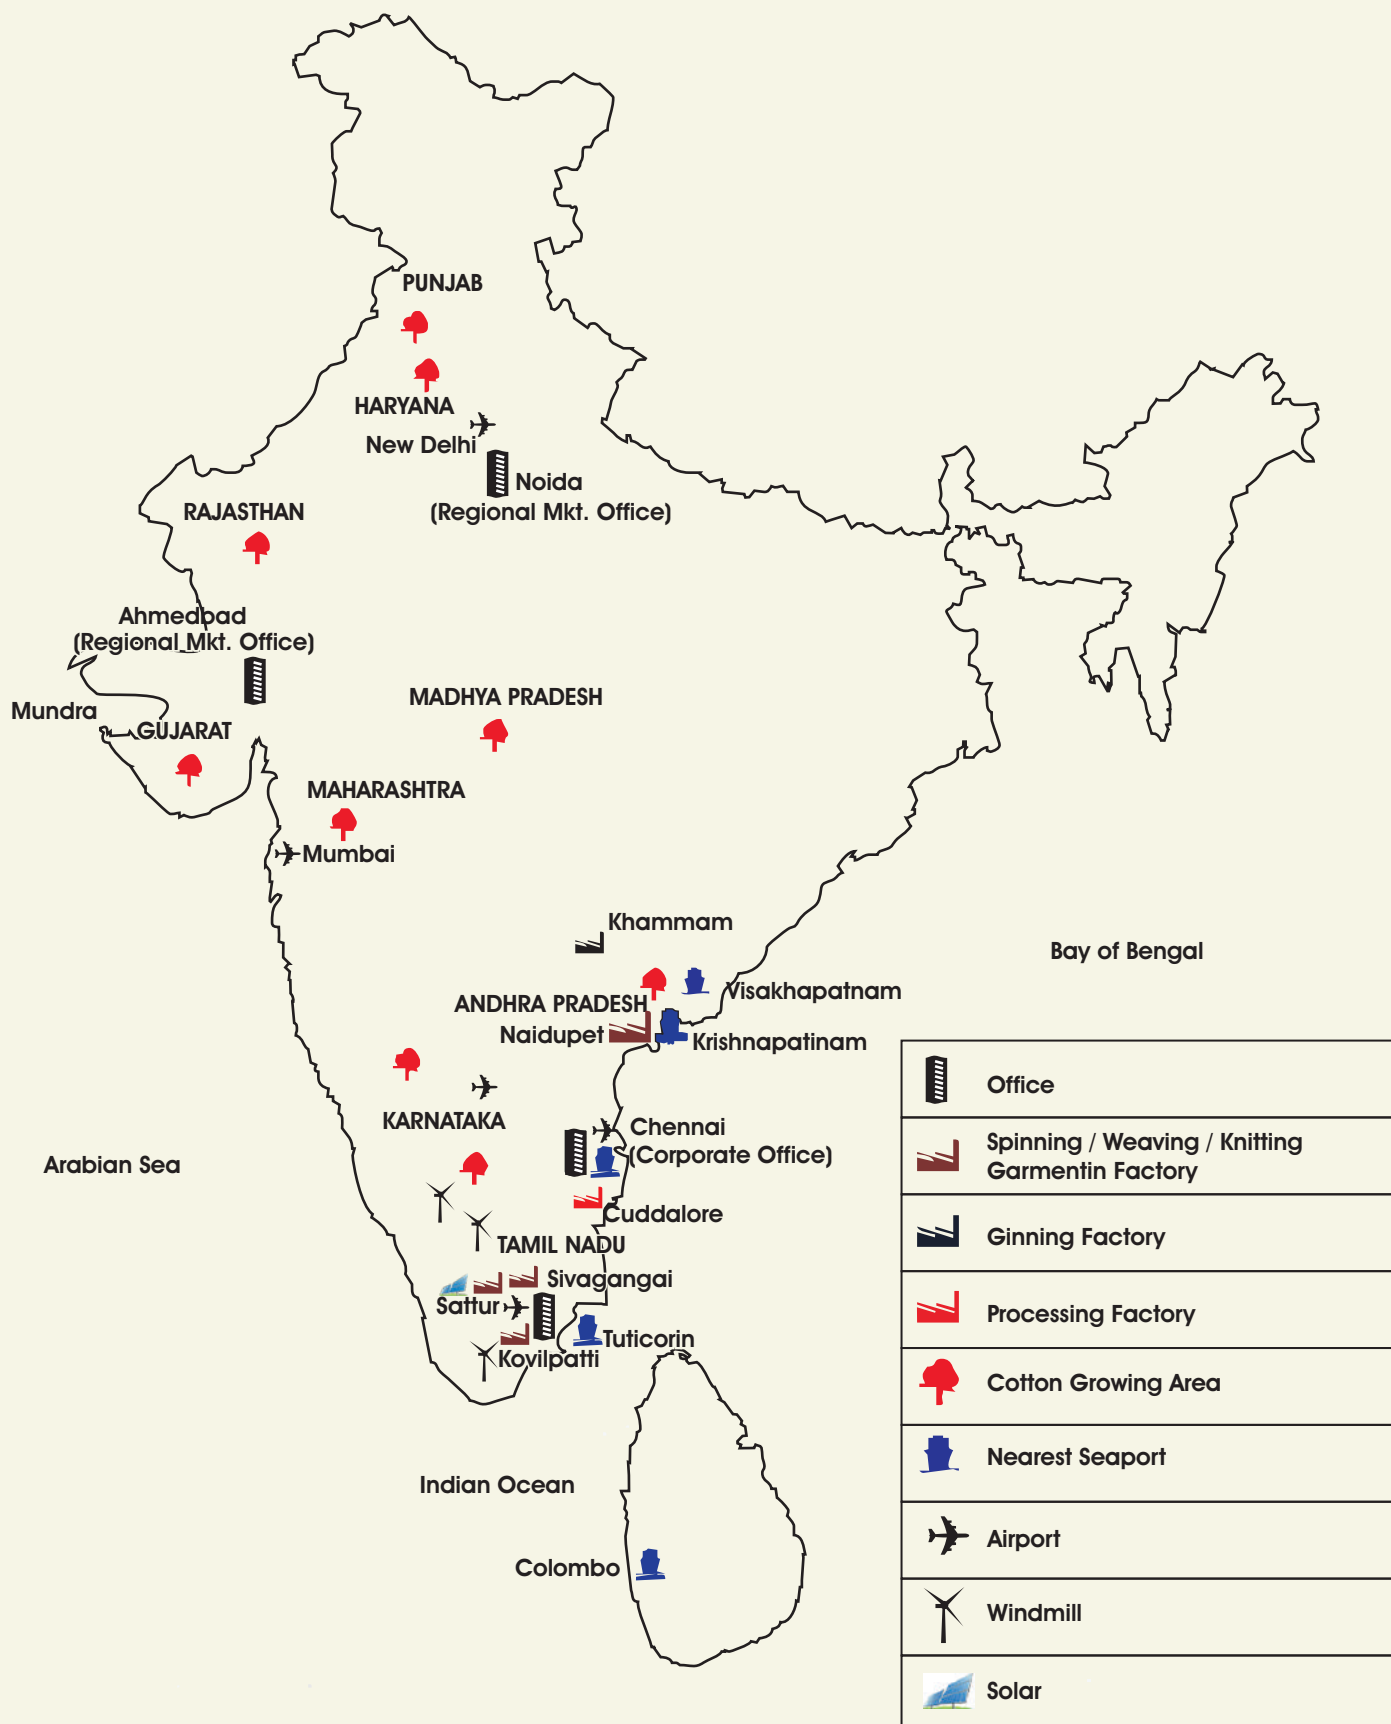 PUNJAB
HARYANA
New Delhi
Noida
(Regional Mkt. Office)
RAJASTHAN
Ahmedbad
(Regional Mkt. Office)
Mundra
GUJARAT
MADHYA PRADESH
MAHARASHTRA
Mumbai
Khammam
Bay of Bengal
Visakhapatnam
ANDHRA PRADESH
Naidupet
Krishnapatinam
KARNATAKA
Chennai
(Corporate Office)
Arabian Sea
Cuddalore
TAMIL NADU
Sivagangai
Sattur
Tuticorin
Kovilpatti
Indian Ocean
Colombo
Office
Spinning / Weaving / Knitting
Garmentin Factory
Ginning Factory
Processing Factory
Cotton Growing Area
Nearest Seaport
Airport
Windmill
Solar